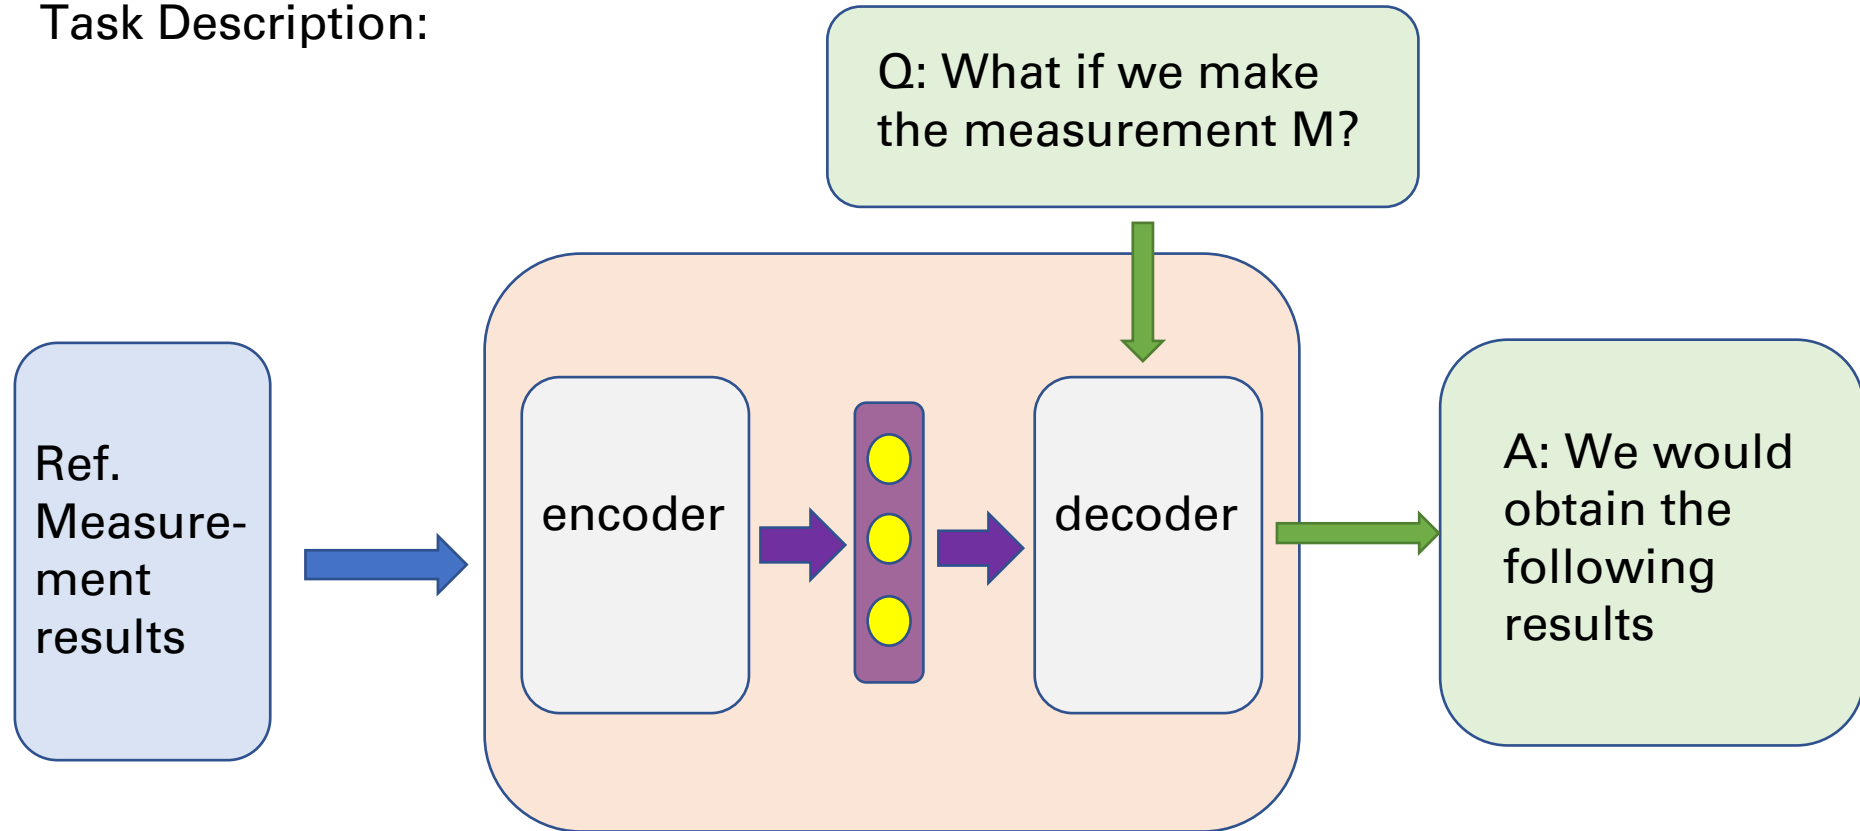 Task Description:
Q: What if we make
the measurement M?
Ref.
Measure-
ment
results
encoder
decoder
A: We would
obtain the
following
results